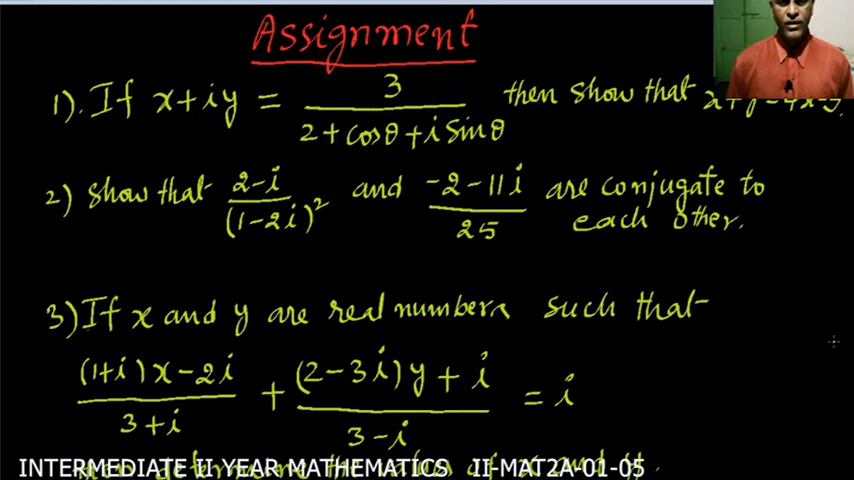 Assignment
1). If x+iy = 3 / (2+cosθ+i sinθ) then show that
2) Show that (2-i)/(1-2i)² and (-2-11i)/25 are conjugate to
each other.
3) If x and y are real numbers such that
((1+i)x-2i)/(3+i) + ((2-3i)y+i)/(3-i) = i
INTERMEDIATE II YEAR MATHEMATICS II-MAT2A-01-05